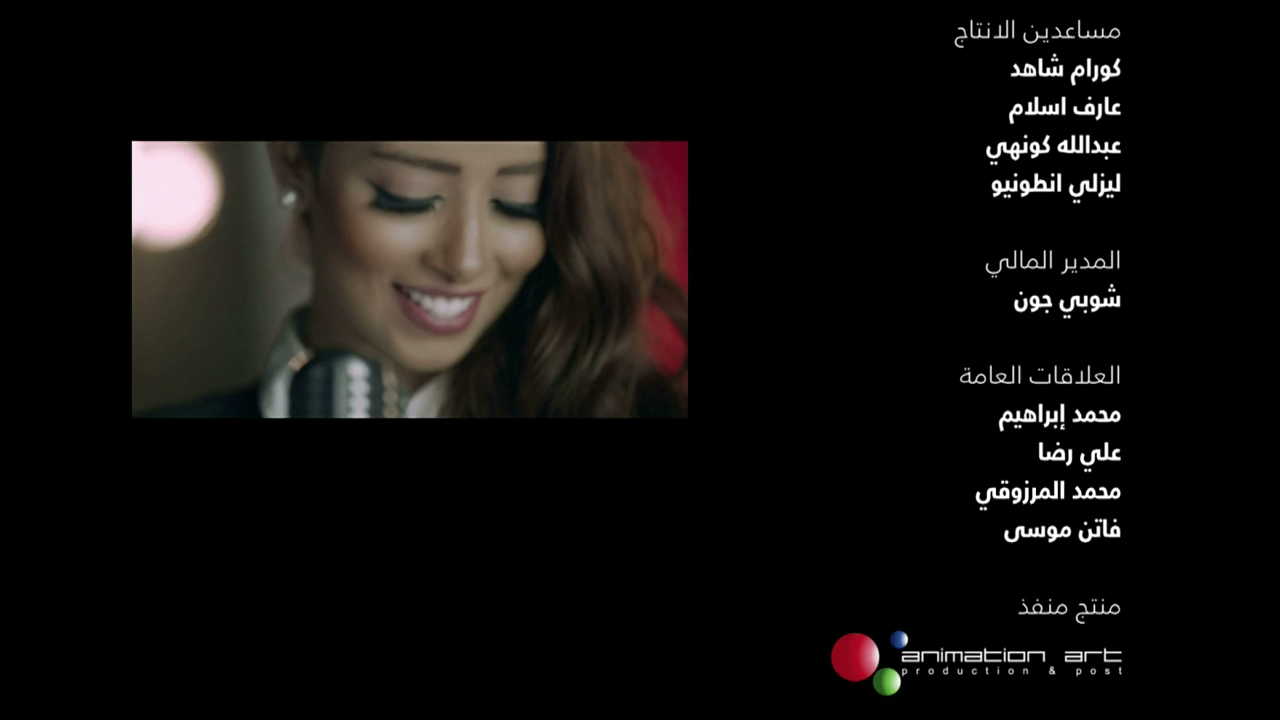 مساعدين الانتاج
كورام شاهد
عارف اسلام
عبدالله كونهي
ليزلي انطونيو
المدير المالي
شوبي جون
العلاقات العامة
محمد إبراهيم
علي رضا
محمد المرزوقي
فاتن موسى
منتج منفذ
animation art
production & post